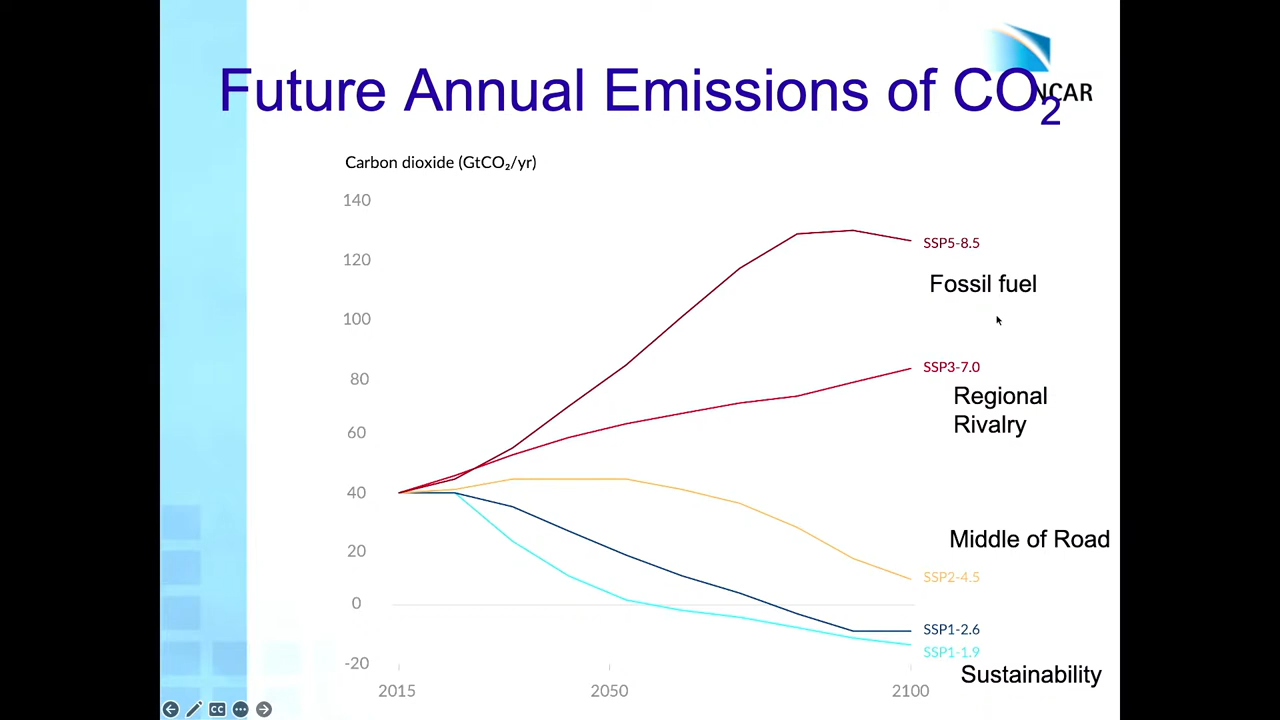 Future Annual Emissions of CO₂
NCAR
Carbon dioxide (GtCO₂/yr)
140
120
100
80
60
40
20
0
-20
2015
2050
2100
SSP5-8.5
Fossil fuel
SSP3-7.0
Regional
Rivalry
Middle of Road
SSP2-4.5
SSP1-2.6
SSP1-1.9
Sustainability
CC